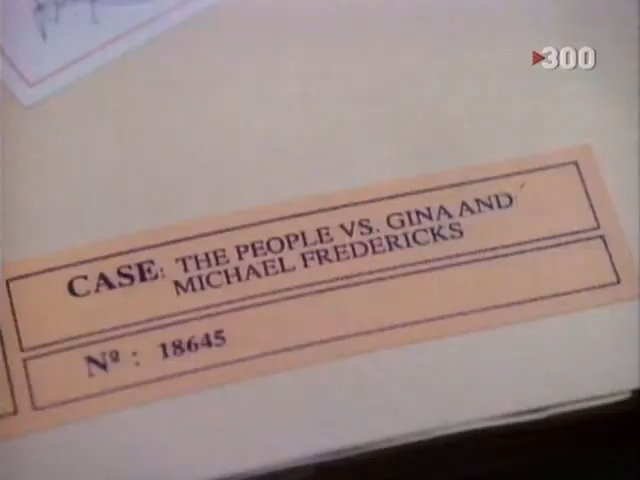 300
CASE: THE PEOPLE VS. GINA AND
MICHAEL FREDERICKS
Nº: 18645